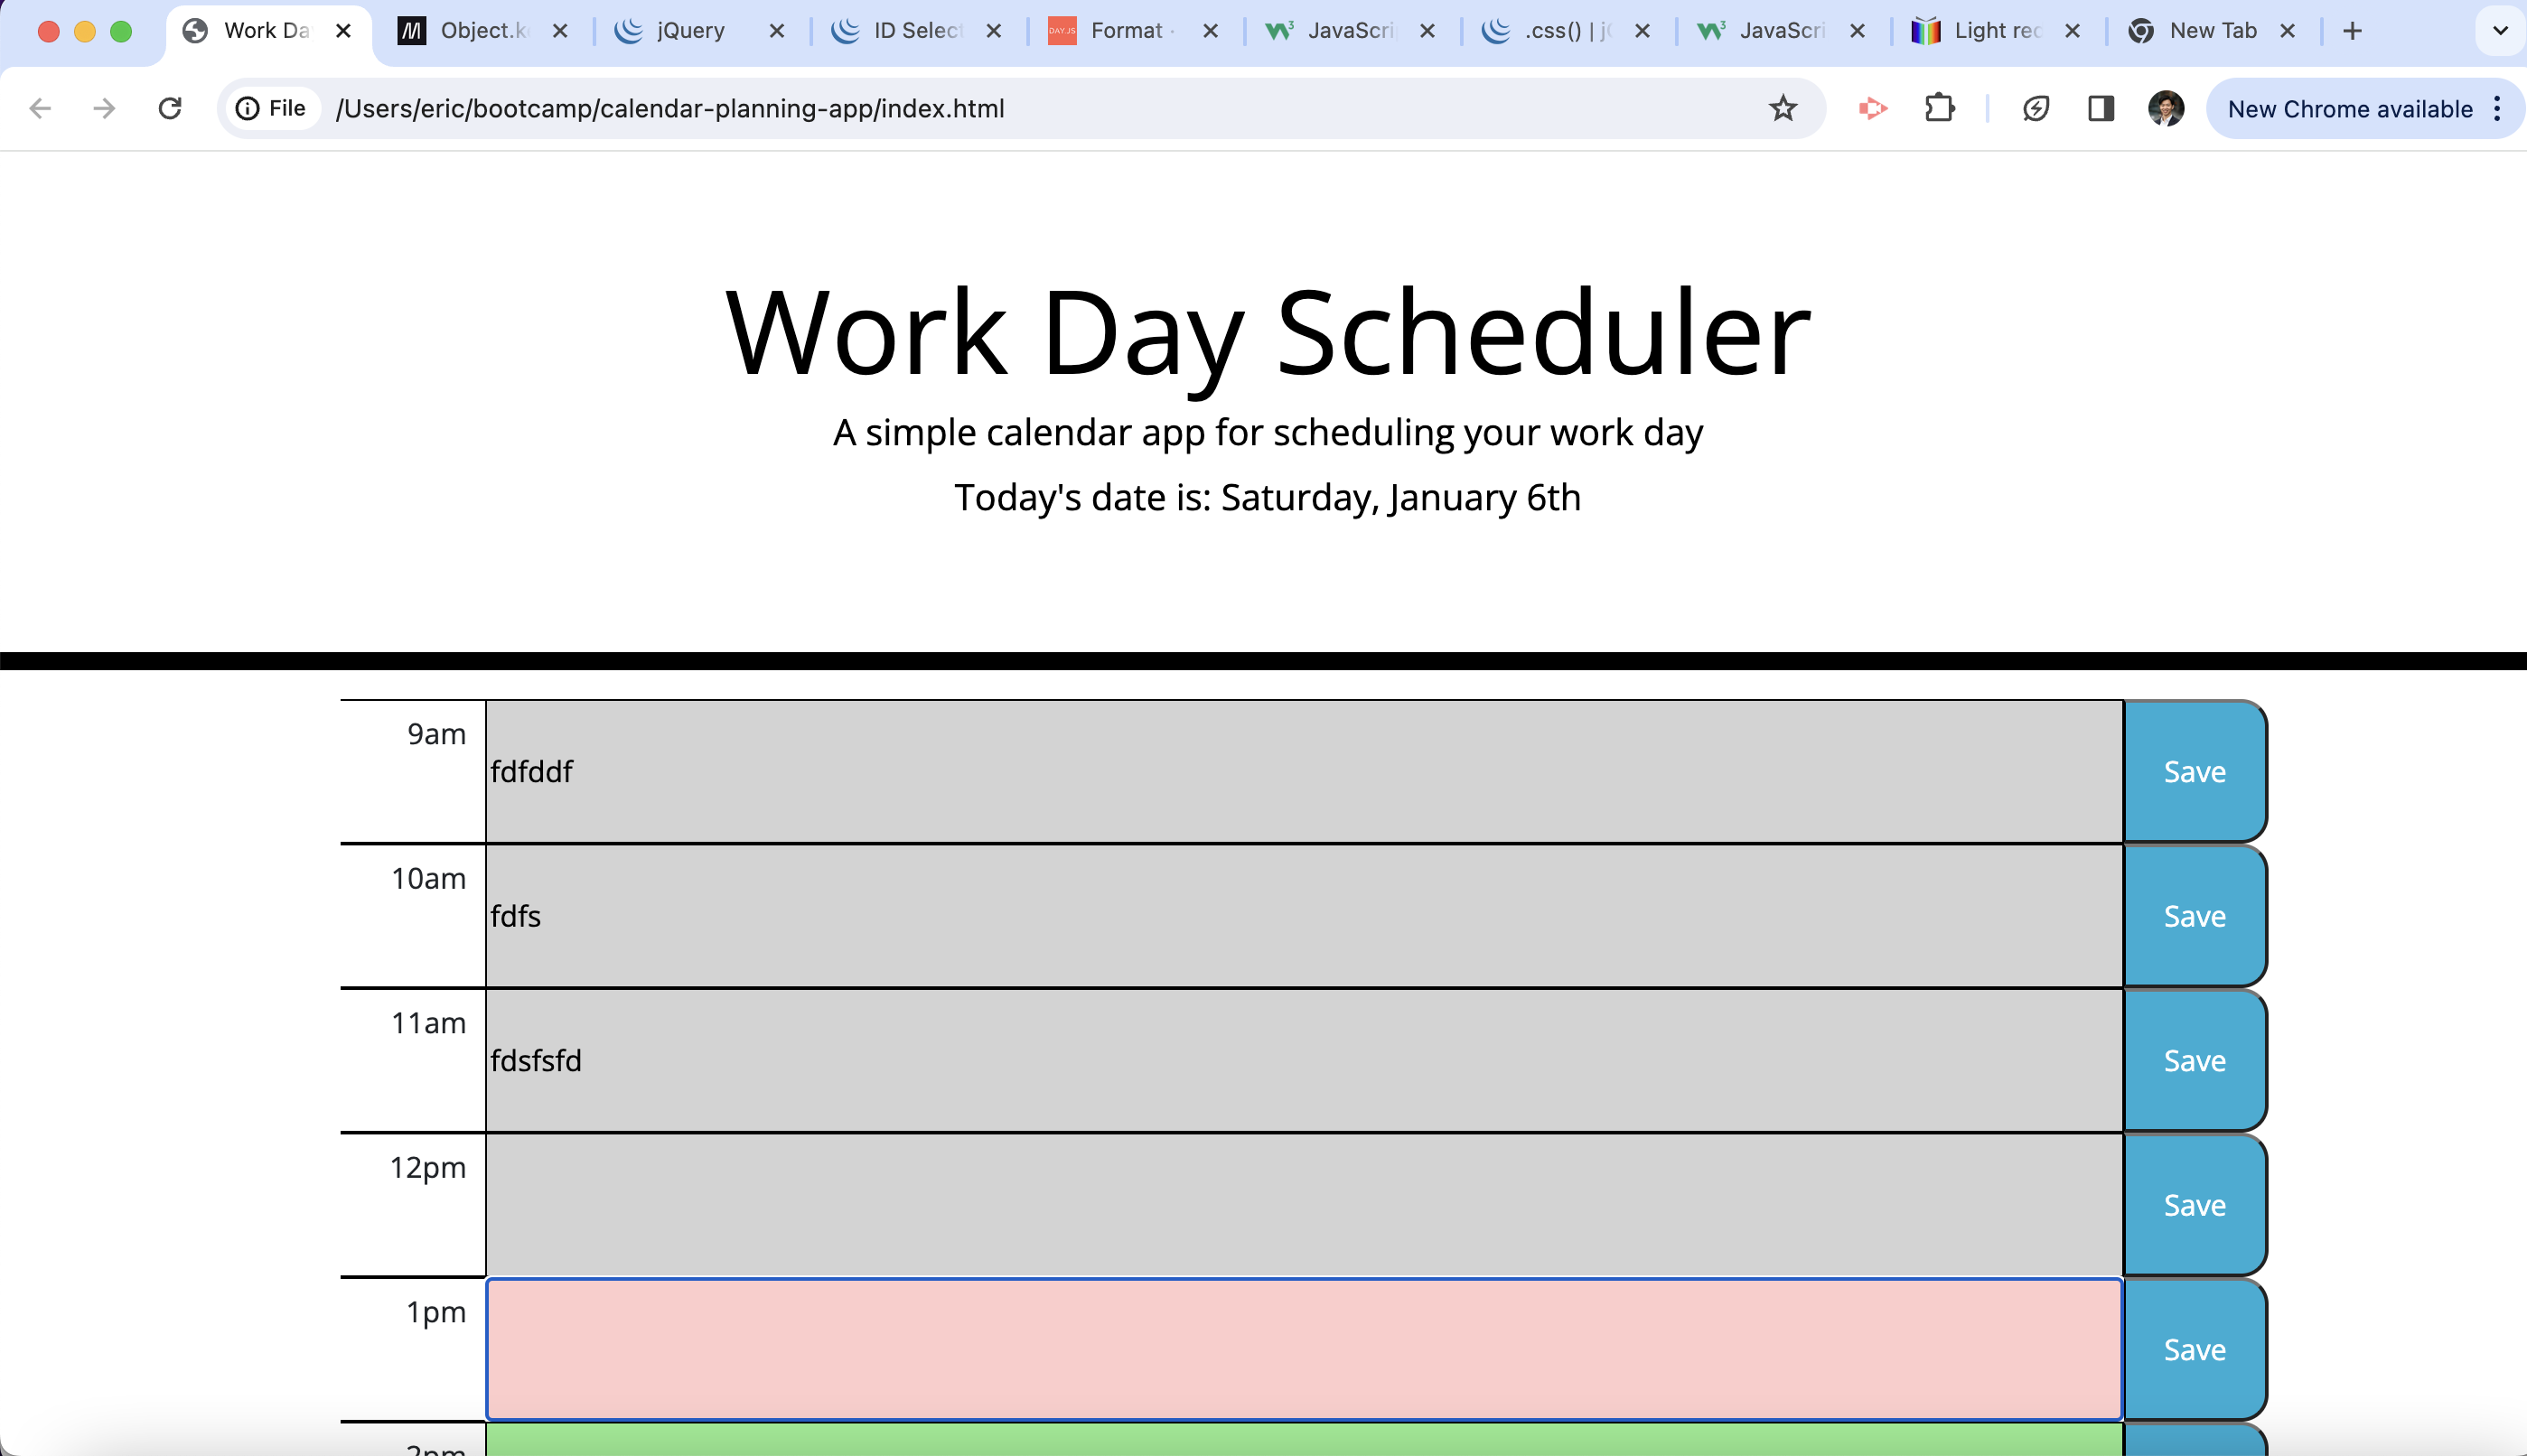 Work Da
Object.k
jQuery
ID Selec
Format
JavaScri
.css() | j
JavaScri
Light rec
New Tab
File
/Users/eric/bootcamp/calendar-planning-app/index.html
New Chrome available
Work Day Scheduler
A simple calendar app for scheduling your work day
Today's date is: Saturday, January 6th
9am
fdfddf
Save
10am
fdfs
Save
11am
fdsfsfd
Save
12pm
Save
1pm
Save
2pm